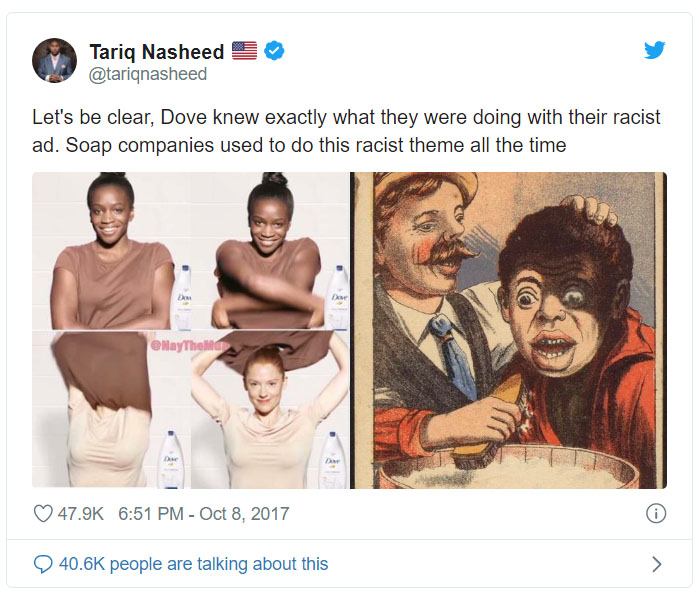 Tariq Nasheed
@tariqnasheed
Let's be clear, Dove knew exactly what they were doing with their racist
ad. Soap companies used to do this racist theme all the time
Dove
Dove
Dove
Dove
47.9K 6:51 PM - Oct 8, 2017
40.6K people are talking about this